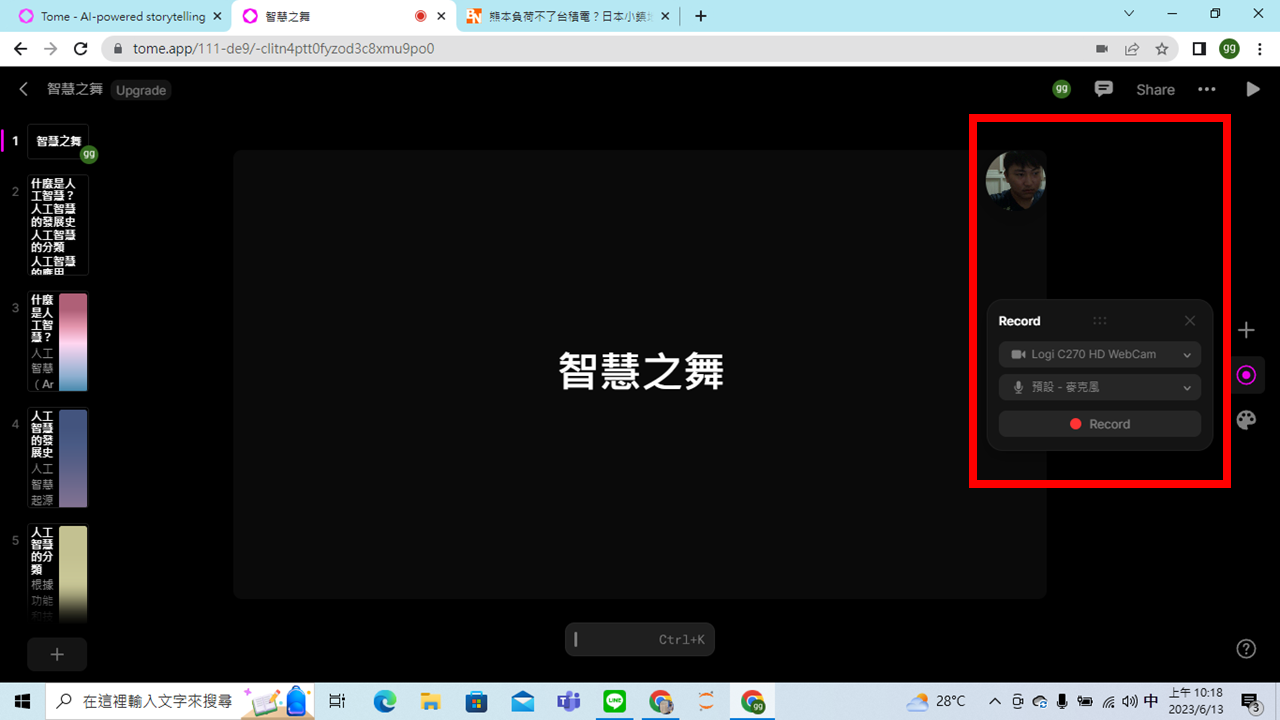 Tome - AI-powered storytelling
智慧之舞
熊本負荷不了台積電？日本小鎮
tome.app/111-de9/-clitn4ptt0fyzod3c8xmu9po0
gg
智慧之舞
Upgrade
gg
Share
1
智慧之舞
gg
2
什麼是人
工智慧？
人工智慧
的發展史
人工智慧
的分類
人工智慧
的應用
3
什麼
是人
工智
慧？
人工
智慧
（Ar
4
人工
智慧
的發
展史
人工
智慧
起源
5
人工
智慧
的分
類
根據
功能
智慧之舞
Record
Logi C270 HD WebCam
預設 - 麥克風
Record
Ctrl+K
在這裡輸入文字來搜尋
LINE
gg
28°C
中
上午 10:18
2023/6/13
3